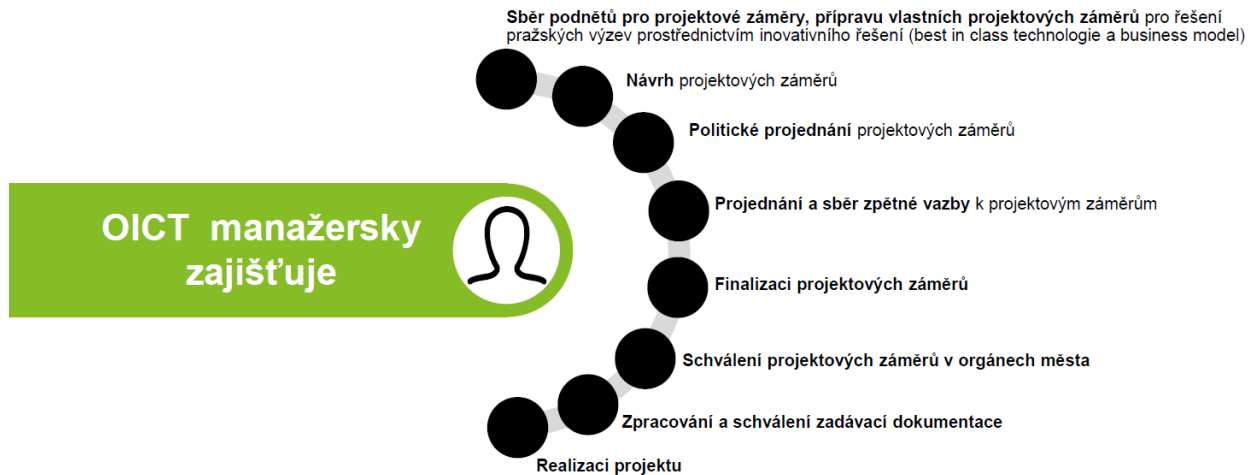 Sběr podnětů pro projektové záměry, přípravu vlastních projektových záměrů pro řešení
pražských výzev prostřednictvím inovativního řešení (best in class technologie a business model)
Návrh projektových záměrů
Politické projednání projektových záměrů
Projednání a sběr zpětné vazby k projektovým záměrům
OICT manažersky
zajišťuje
Finalizaci projektových záměrů
Schválení projektových záměrů v orgánech města
Zpracování a schválení zadávací dokumentace
Realizaci projektu